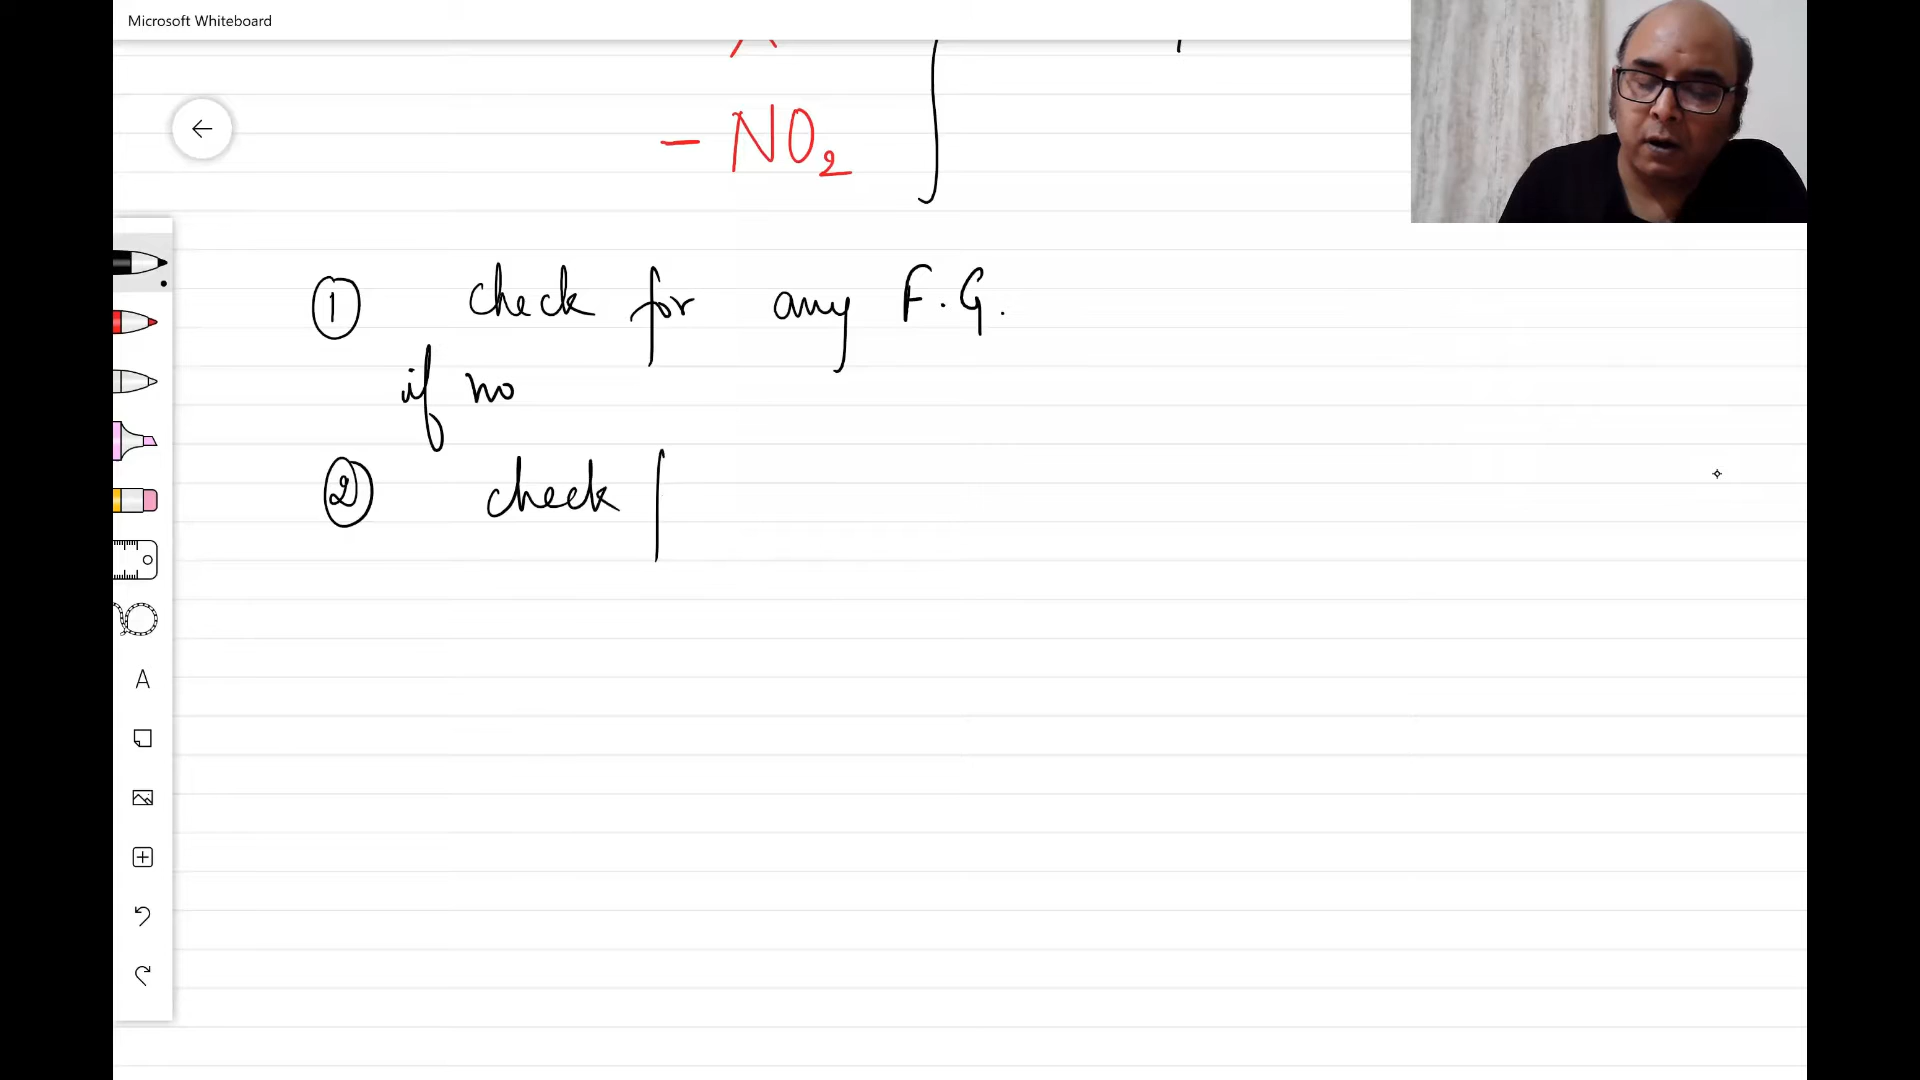 Microsoft Whiteboard
- NO₂
① check for any F.G.
if no
② check
A